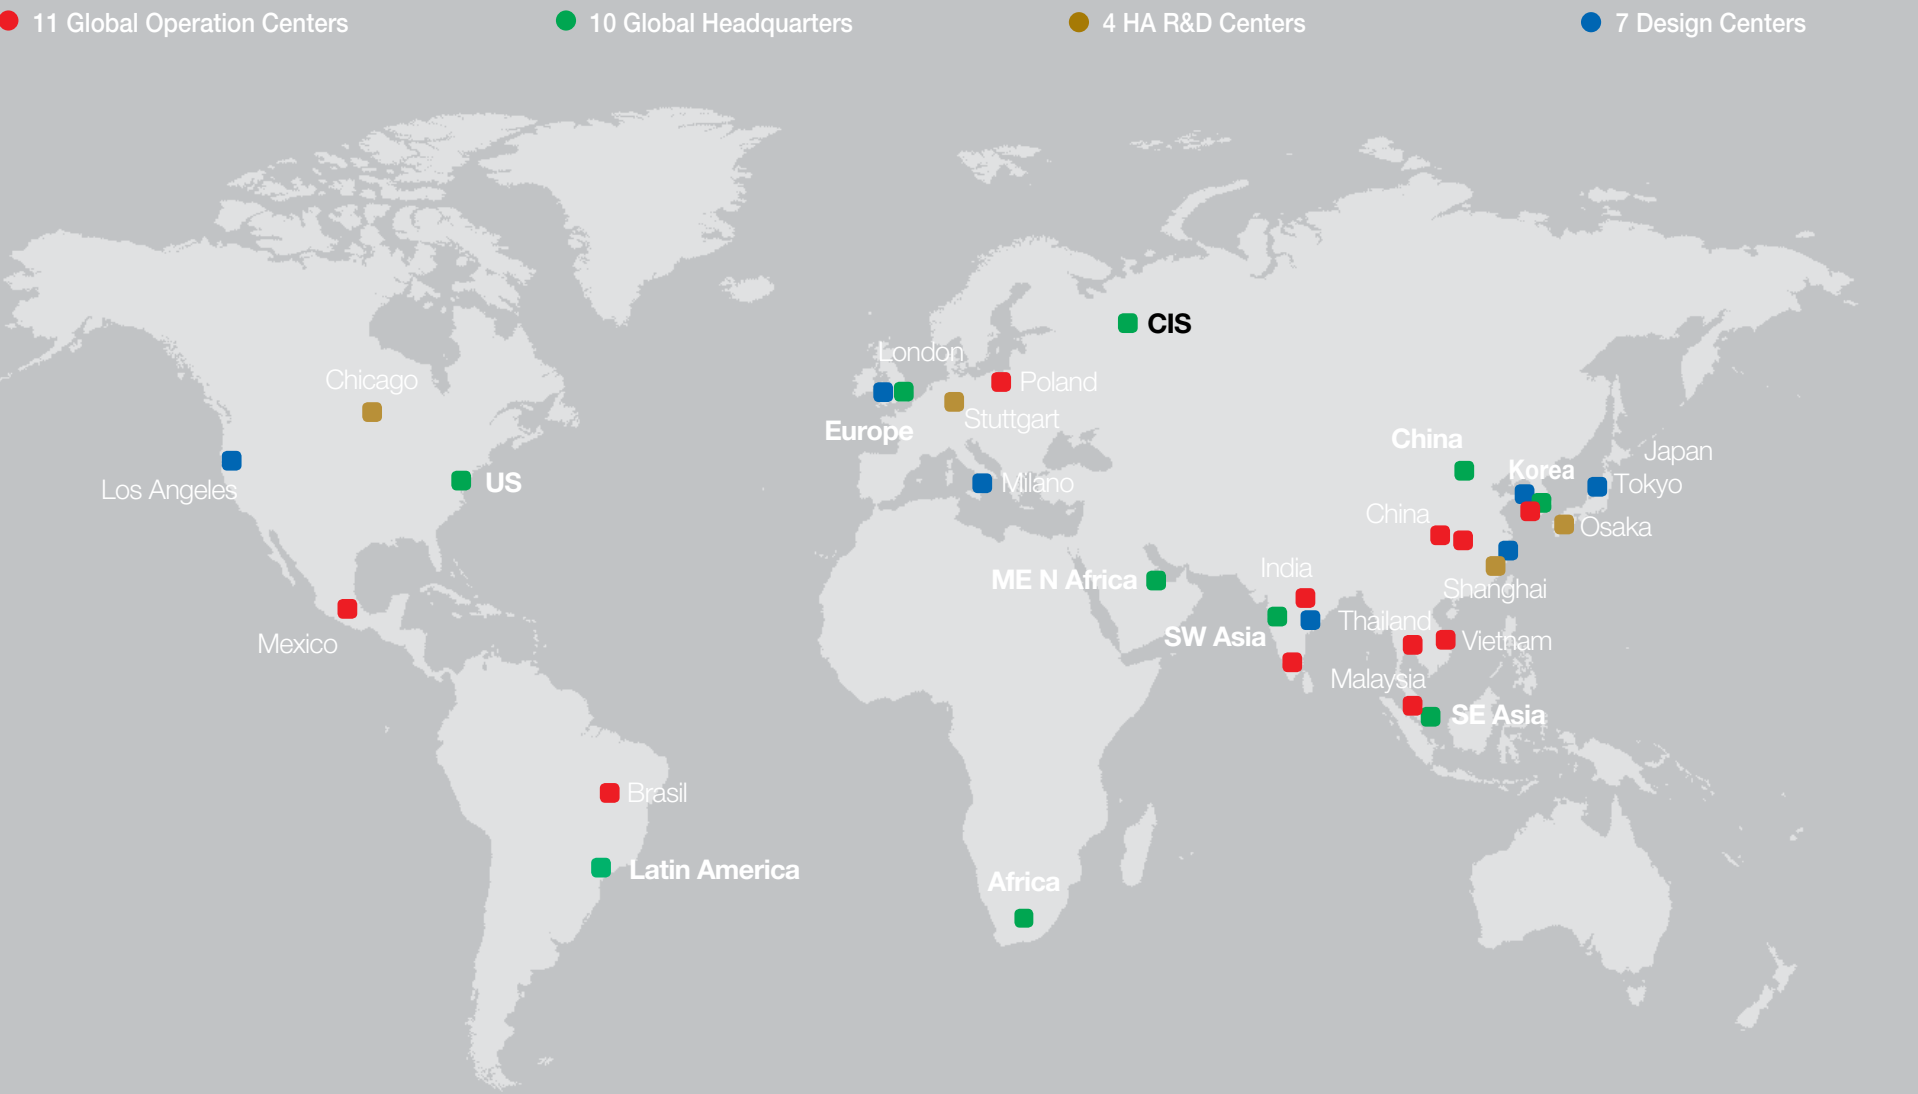 11 Global Operation Centers
10 Global Headquarters
4 HA R&D Centers
7 Design Centers
CIS
London
Chicago
Poland
Stuttgart
Europe
China
Japan
Korea
Los Angeles
US
Milano
Tokyo
China
Osaka
India
ME N Africa
Shanghai
Thailand
SW Asia
Vietnam
Mexico
Malaysia
SE Asia
Brasil
Latin America
Africa